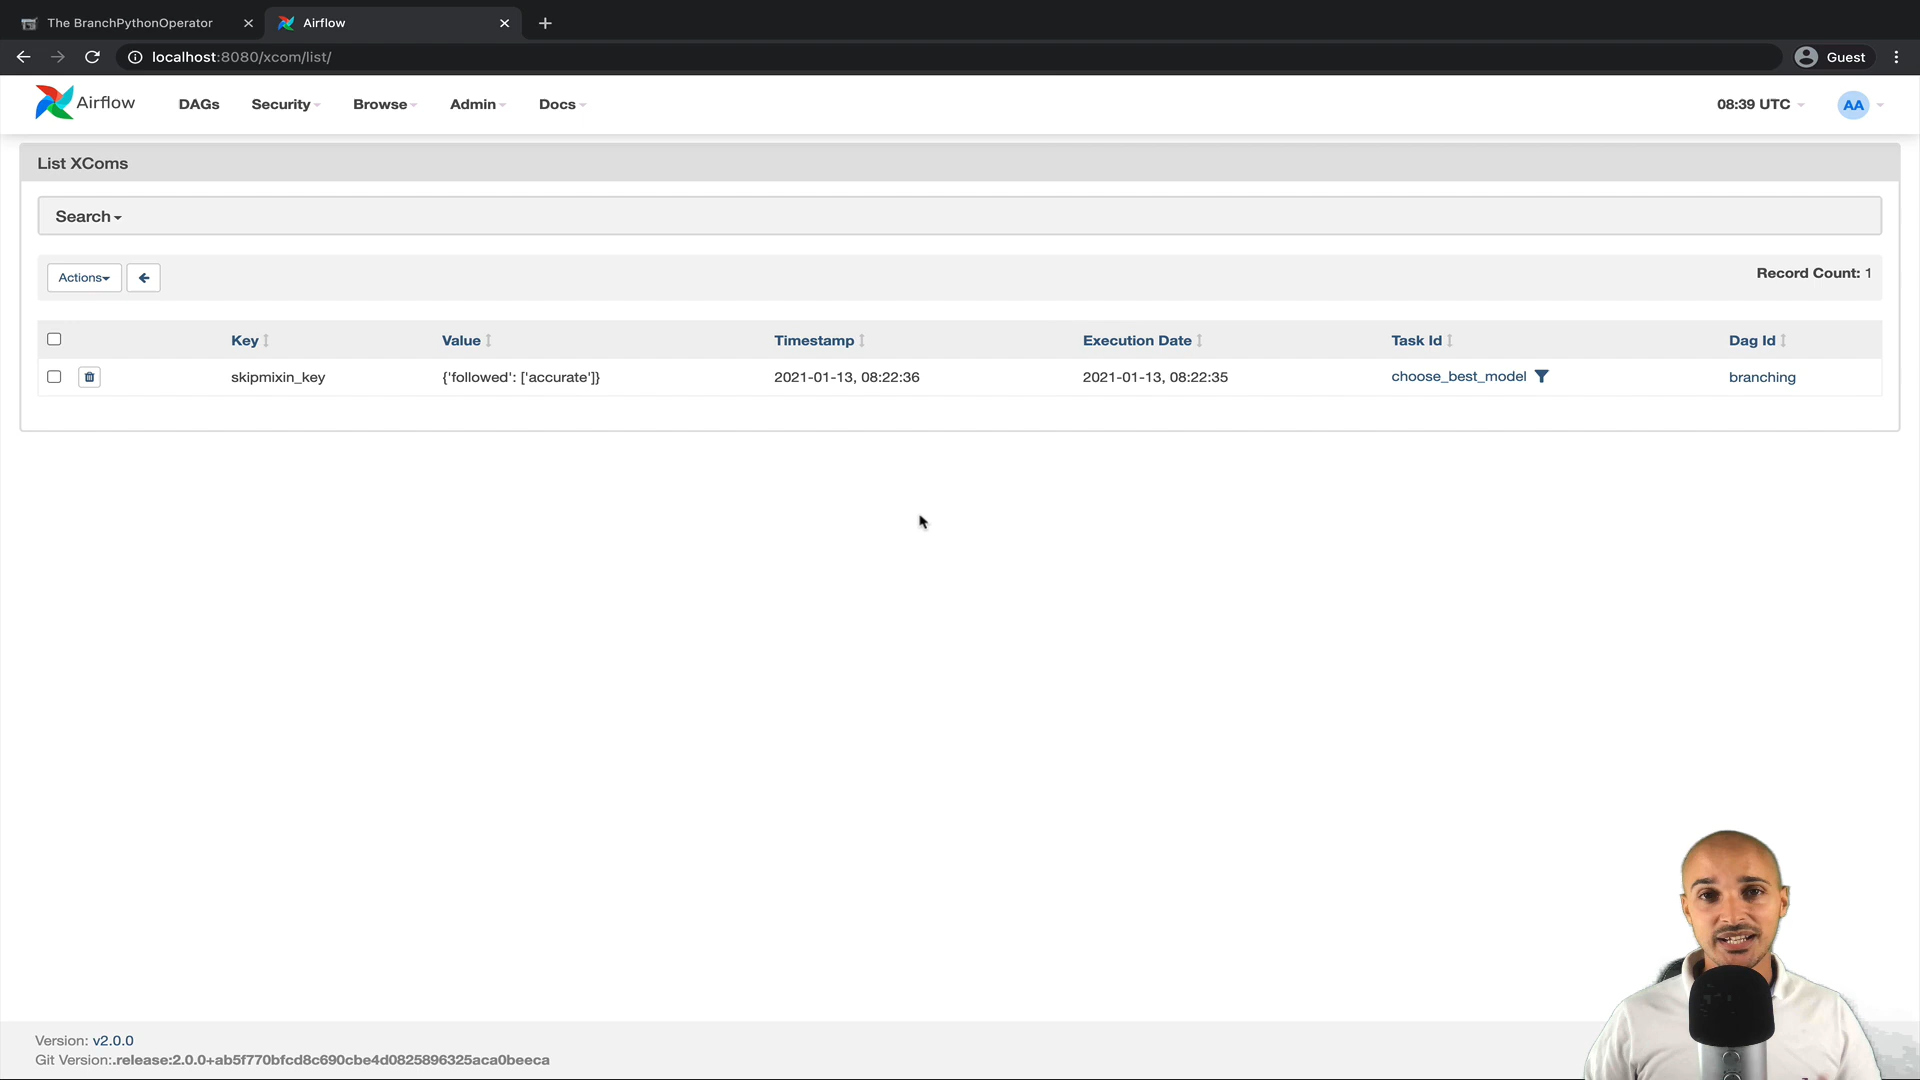 The BranchPythonOperator
Airflow
localhost:8080/xcom/list/
Guest
Airflow
DAGs
Security
Browse
Admin
Docs
08:39 UTC
AA
List XComs
Search
Actions
Record Count: 1
Key Value Timestamp Execution Date Task Id Dag Id
skipmixin_key {'followed': ['accurate']} 2021-01-13, 08:22:36 2021-01-13, 08:22:35 choose_best_model branching
Version: v2.0.0
Git Version:.release:2.0.0+ab5f770bfcd8c690cbe4d0825896325aca0beeca